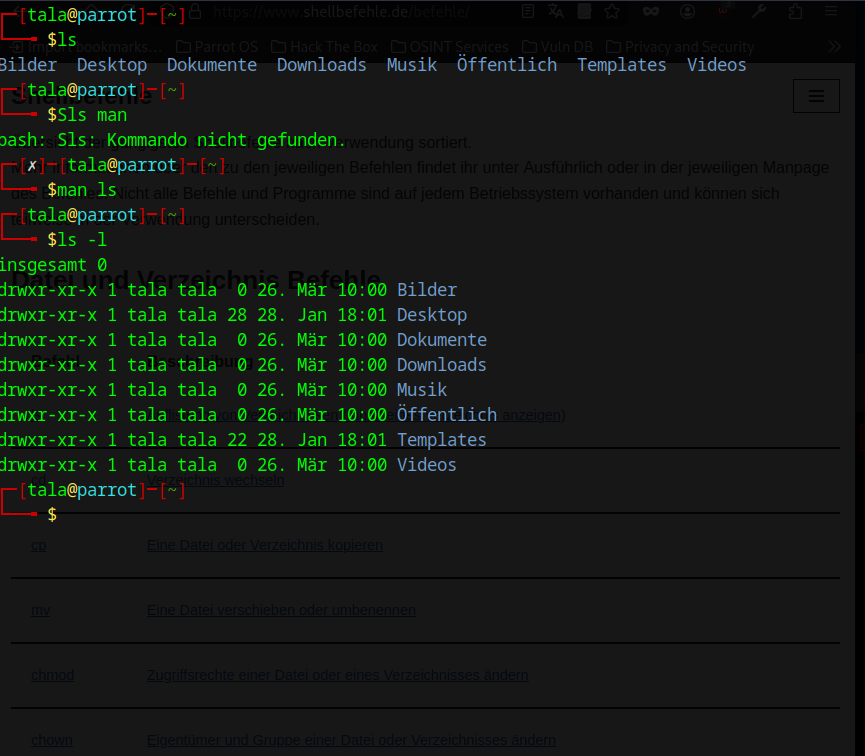 ┌─[tala@parrot]─[~]
https://www.shellbefehle.de/befehle/
└──╼ $ls
Import bookmarks... Parrot OS Hack The Box OSINT Services Vuln DB Privacy and Security
Bilder Desktop Dokumente Downloads Musik Öffentlich Templates Videos
┌─[tala@parrot]─[~]
Shellbefehle
└──╼ $Sls man
bash: Sls: Kommando nicht gefunden.
erwendung sortiert.
┌─[✗]─[tala@parrot]─[~]
zu den jeweiligen Befehlen findet ihr unter Ausführlich oder in der jeweiligen Manpage
└──╼ $man ls
Nicht alle Befehle und Programme sind auf jedem Betriebssystem vorhanden und können sich
┌─[tala@parrot]─[~]
unterscheiden.
└──╼ $ls -l
insgesamt 0
Datei und Verzeichnis Befehle
drwxr-xr-x 1 tala tala  0 26. Mär 10:00 Bilder
drwxr-xr-x 1 tala tala 28 28. Jan 18:01 Desktop
drwxr-xr-x 1 tala tala  0 26. Mär 10:00 Dokumente
drwxr-xr-x 1 tala tala  0 26. Mär 10:00 Downloads
drwxr-xr-x 1 tala tala  0 26. Mär 10:00 Musik
drwxr-xr-x 1 tala tala  0 26. Mär 10:00 Öffentlich
anzeigen)
drwxr-xr-x 1 tala tala 22 28. Jan 18:01 Templates
drwxr-xr-x 1 tala tala  0 26. Mär 10:00 Videos
cd Verzeichnis wechseln
┌─[tala@parrot]─[~]
└──╼ $
cp Eine Datei oder Verzeichnis kopieren
mv Eine Datei verschieben oder umbenennen
chmod Zugriffsrechte einer Datei oder eines Verzeichnisses ändern
chown Eigentümer und Gruppe einer Datei oder Verzeichnisses ändern